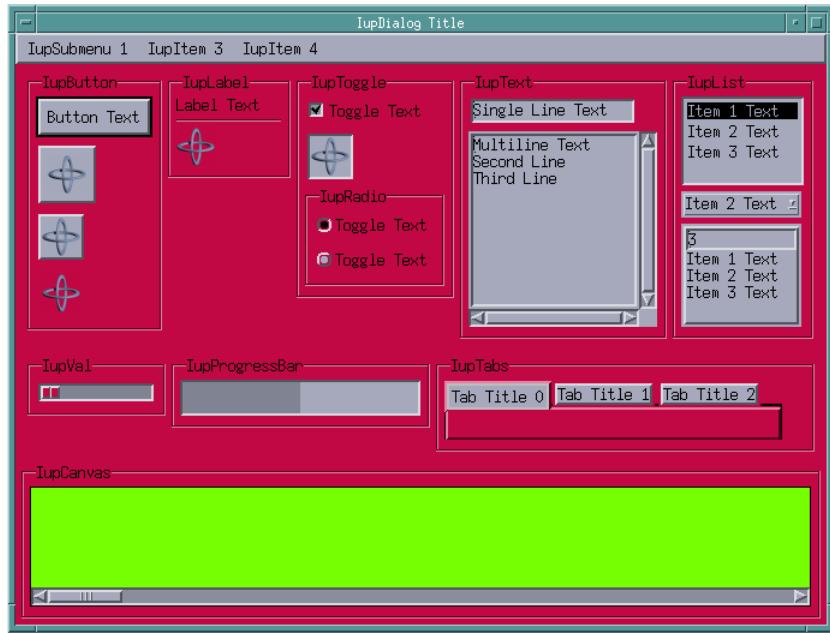 IupDialog Title
IupSubmenu 1 IupItem 3 IupItem 4
IupButton
Button Text
IupLabel
Label Text
IupToggle
Toggle Text
IupRadio
Toggle Text
Toggle Text
IupText
Single Line Text
Multiline Text
Second Line
Third Line
IupList
Item 1 Text
Item 2 Text
Item 3 Text
Item 2 Text
3
Item 1 Text
Item 2 Text
Item 3 Text
IupVal
IupProgressBar
IupTabs
Tab Title 0 Tab Title 1 Tab Title 2
IupCanvas